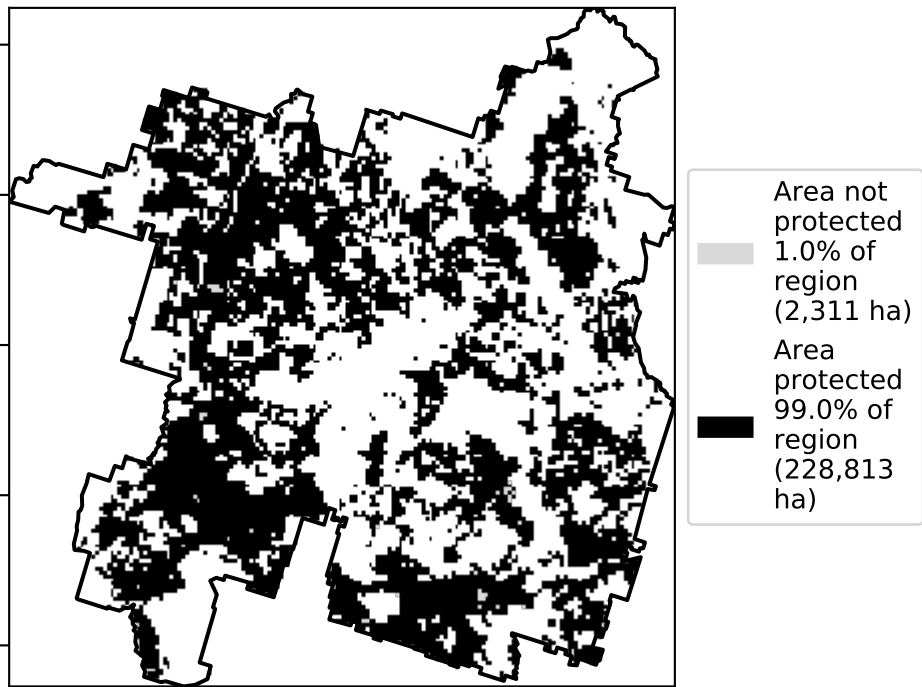 Area not
protected
1.0% of
region
(2,311 ha)
Area
protected
99.0% of
region
(228,813
ha)